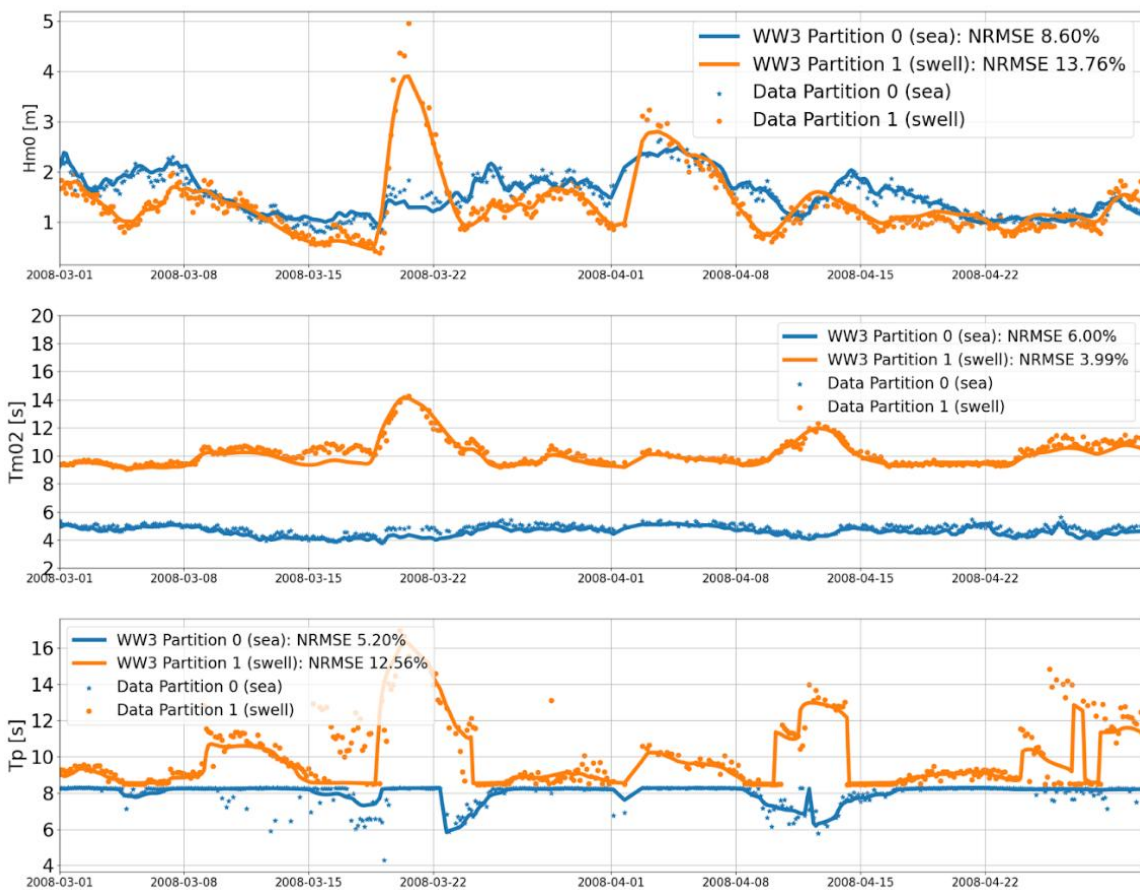 5
4
3
2
1
Hm0 [m]
WW3 Partition 0 (sea): NRMSE 8.60%
WW3 Partition 1 (swell): NRMSE 13.76%
Data Partition 0 (sea)
Data Partition 1 (swell)
2008-03-01 2008-03-08 2008-03-15 2008-03-22 2008-04-01 2008-04-08 2008-04-15 2008-04-22
20
18
16
14
12
10
8
6
4
2
Tm02 [s]
WW3 Partition 0 (sea): NRMSE 6.00%
WW3 Partition 1 (swell): NRMSE 3.99%
Data Partition 0 (sea)
Data Partition 1 (swell)
2008-03-01 2008-03-08 2008-03-15 2008-03-22 2008-04-01 2008-04-08 2008-04-15 2008-04-22
16
14
12
10
8
6
4
Tp [s]
WW3 Partition 0 (sea): NRMSE 5.20%
WW3 Partition 1 (swell): NRMSE 12.56%
Data Partition 0 (sea)
Data Partition 1 (swell)
2008-03-01 2008-03-08 2008-03-15 2008-03-22 2008-04-01 2008-04-08 2008-04-15 2008-04-22